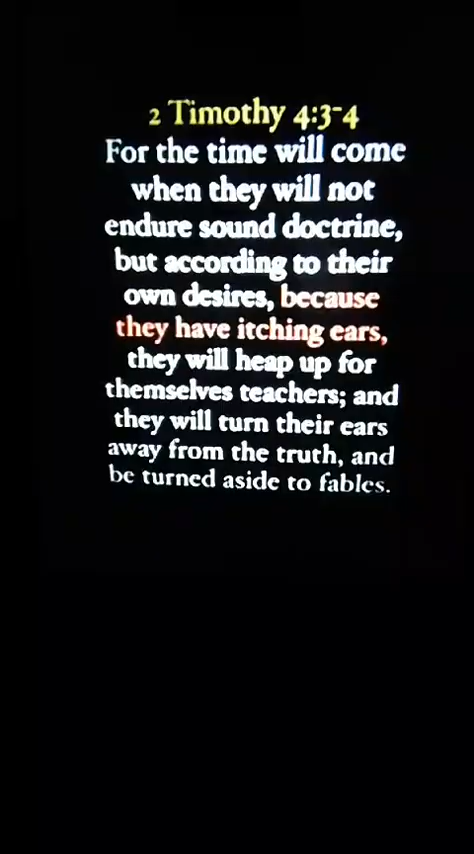 2 Timothy 4:3-4
For the time will come
when they will not
endure sound doctrine,
but according to their
own desires, because
they have itching ears,
they will heap up for
themselves teachers; and
they will turn their ears
away from the truth, and
be turned aside to fables.